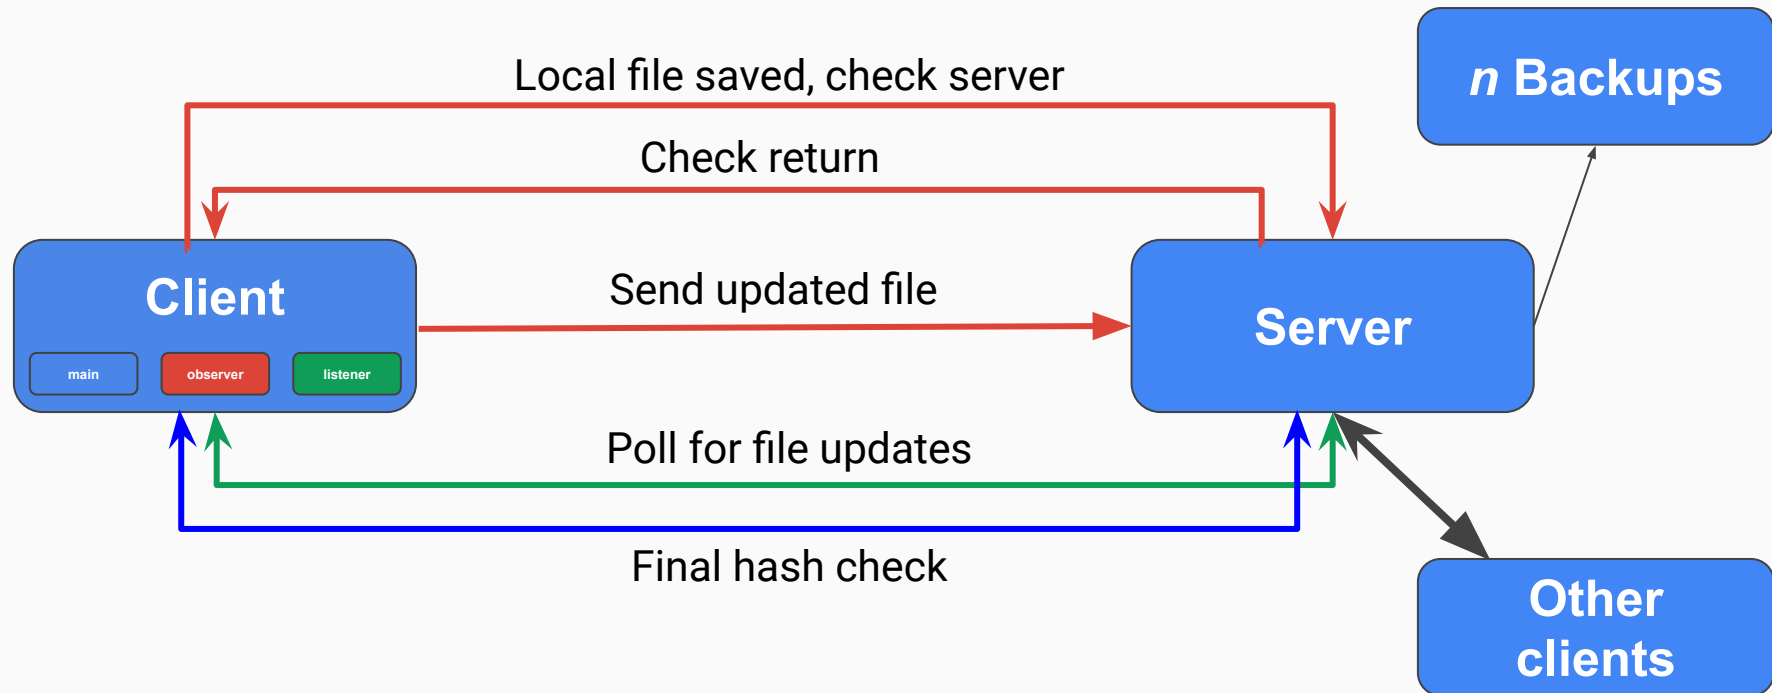 Local file saved, check server
n Backups
Check return
Client
Send updated file
Server
main
observer
listener
Poll for file updates
Final hash check
Other
clients